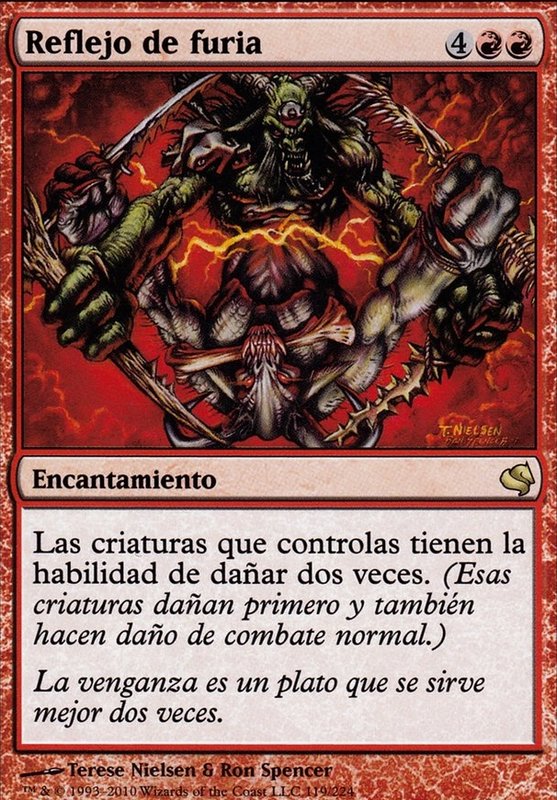 Reflejo de furia 4
T. NIELSEN
Encantamiento
Las criaturas que controlas tienen la
habilidad de dañar dos veces. (Esas
criaturas dañan primero y también
hacen daño de combate normal.)
La venganza es un plato que se sirve
mejor dos veces.
Terese Nielsen & Ron Spencer
™ & © 1993–2010 Wizards of the Coast LLC 119/224